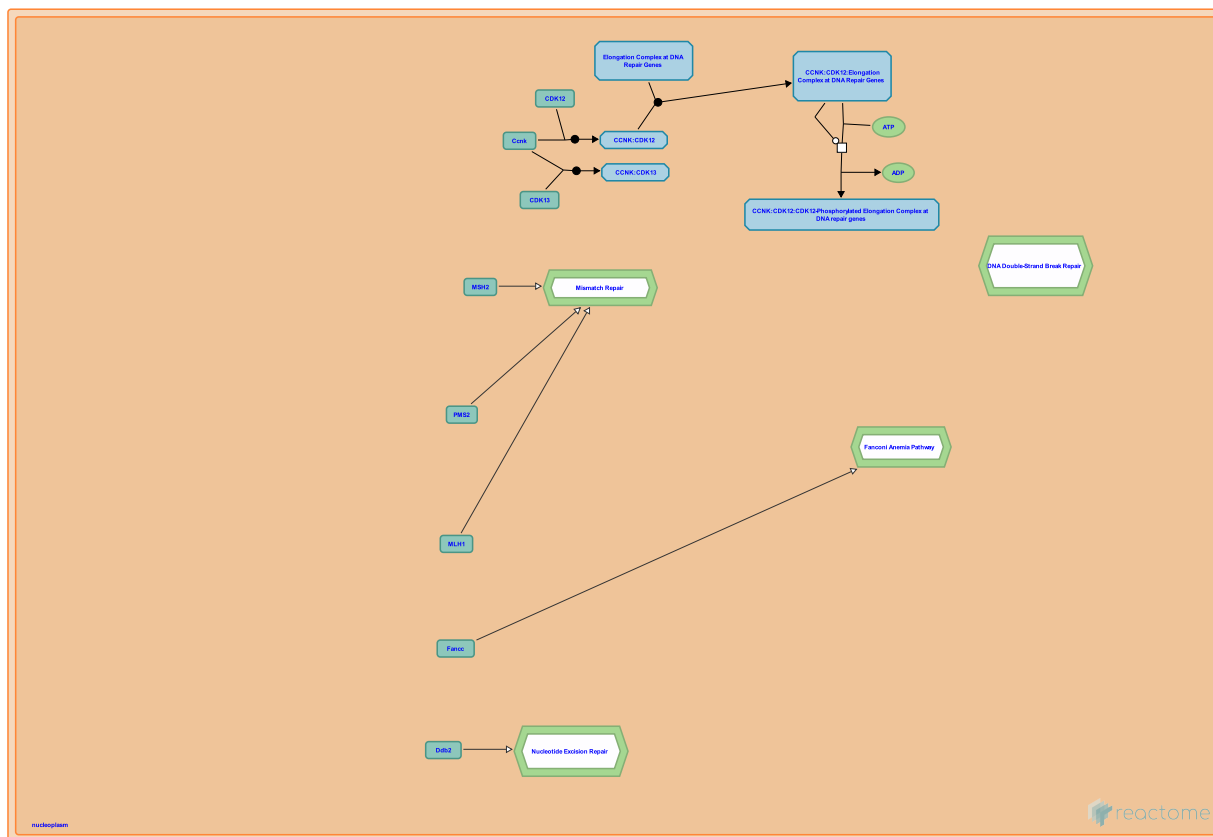 Elongation Complex at DNA
Repair Genes
CCNK:CDK12:Elongation
Complex at DNA Repair Genes
CDK12
ATP
Ccnk
CCNK:CDK12
CCNK:CDK13
ADP
CDK13
CCNK:CDK12:CDK12-Phosphorylated Elongation Complex at
DNA repair genes
DNA Double-Strand Break Repair
MSH2
Mismatch Repair
PMS2
Fanconi Anemia Pathway
MLH1
Fancc
Ddb2
Nucleotide Excision Repair
reactome
nucleoplasm